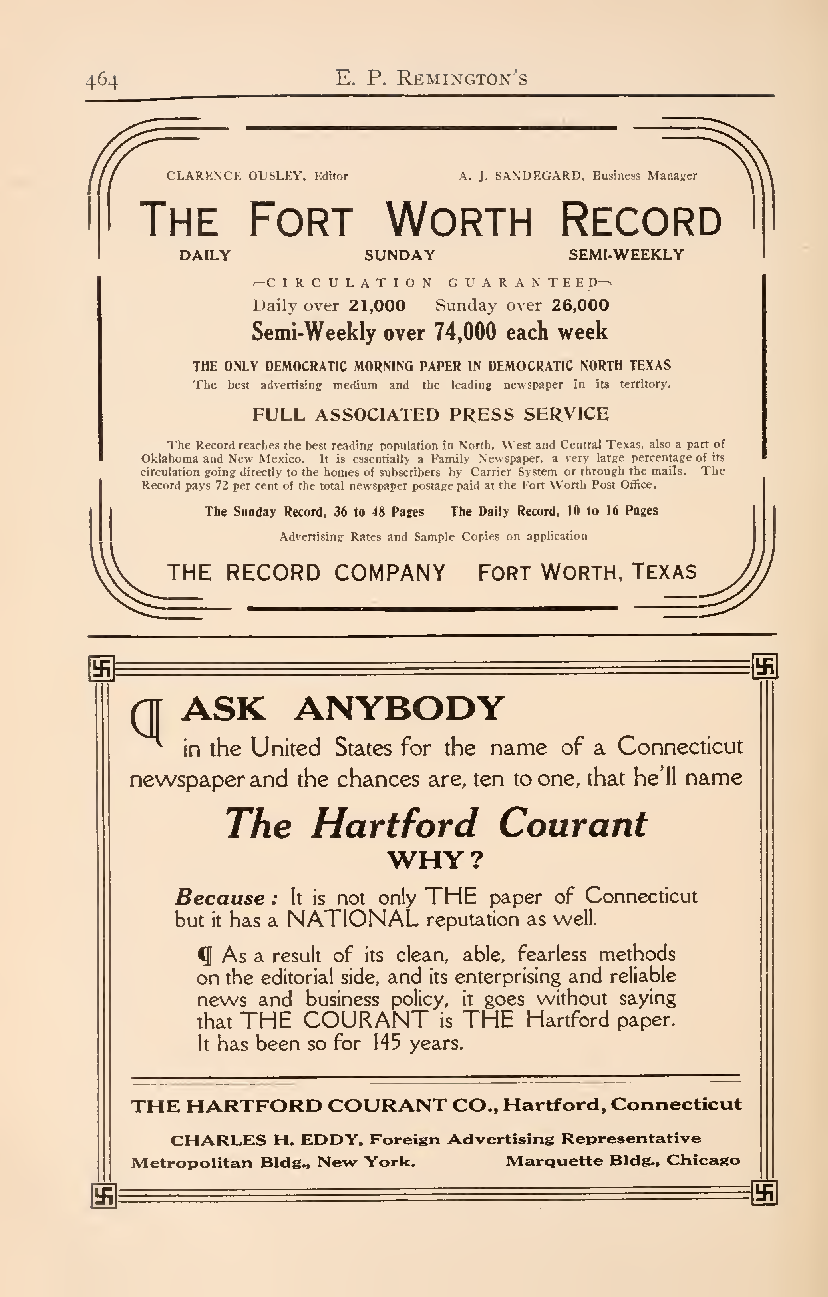 464
E. P. Remington's
CLARENCE OUSLEY, Editor A. J. SANDEGARD, Business Manager
THE FORT WORTH RECORD
DAILY SUNDAY SEMI-WEEKLY
CIRCULATION GUARANTEED
Daily over 21,000 Sunday over 26,000
Semi-Weekly over 74,000 each week
THE ONLY DEMOCRATIC MORNING PAPER IN DEMOCRATIC NORTH TEXAS
The best advertising medium and the leading newspaper in its territory.
FULL ASSOCIATED PRESS SERVICE
The Record reaches the best reading population in North, West and Central Texas, also a part of
Oklahoma and New Mexico. It is essentially a Family Newspaper, a very large percentage of its
circulation going directly to the homes of subscribers by Carrier System or through the mails. The
Record pays 72 per cent of the total newspaper postage paid at the Fort Worth Post Office.
The Sunday Record, 36 to 48 Pages The Daily Record, 10 to 16 Pages
Advertising Rates and Sample Copies on application
THE RECORD COMPANY FORT WORTH, TEXAS
¶ ASK ANYBODY
in the United States for the name of a Connecticut
newspaper and the chances are, ten to one, that he'll name
The Hartford Courant
WHY?
Because: It is not only THE paper of Connecticut
but it has a NATIONAL reputation as well.
¶ As a result of its clean, able, fearless methods
on the editorial side, and its enterprising and reliable
news and business policy, it goes without saying
that THE COURANT is THE Hartford paper.
It has been so for 145 years.
THE HARTFORD COURANT CO., Hartford, Connecticut
CHARLES H. EDDY, Foreign Advertising Representative
Metropolitan Bldg., New York. Marquette Bldg., Chicago